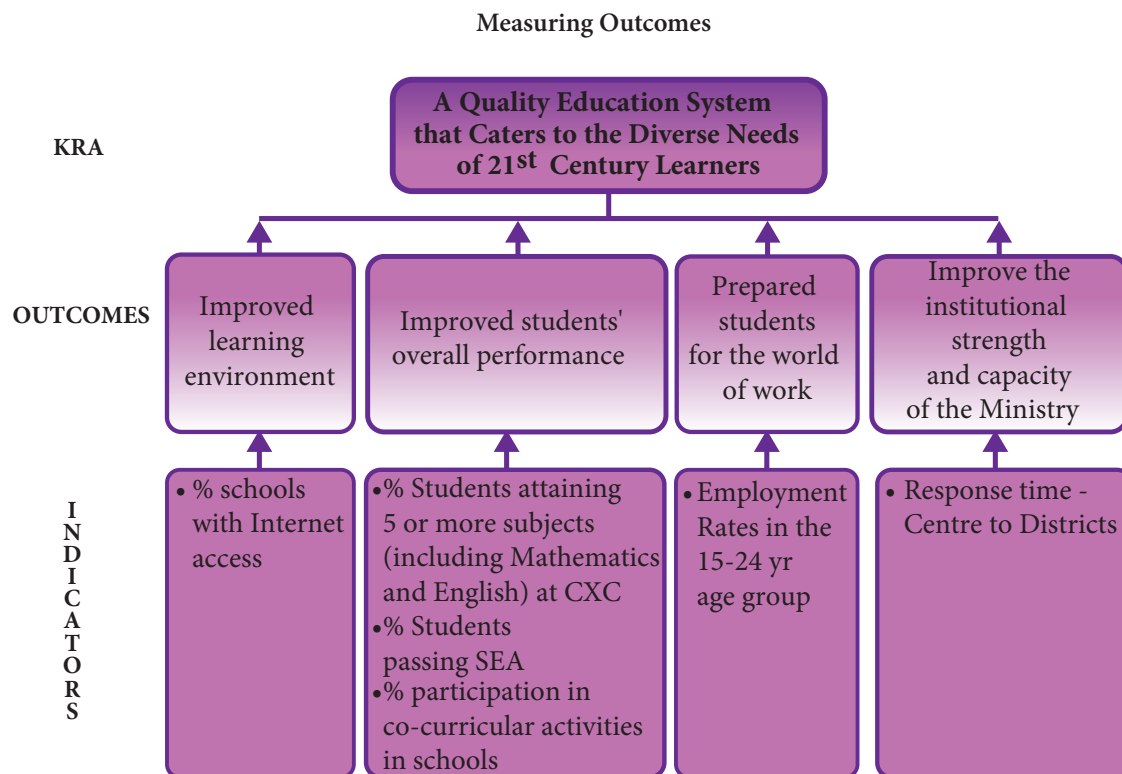 Measuring Outcomes
KRA
A Quality Education System
that Caters to the Diverse Needs
of 21st Century Learners
OUTCOMES
Improved
learning
environment
Improved students'
overall performance
Prepared
students
for the world
of work
Improve the
institutional
strength
and capacity
of the Ministry
INDICATORS
• % schools
with Internet
access
•% Students attaining
5 or more subjects
(including Mathematics
and English) at CXC
•% Students
passing SEA
•% participation in
co-curricular activities
in schools
• Employment
Rates in the
15-24 yr
age group
• Response time -
Centre to Districts